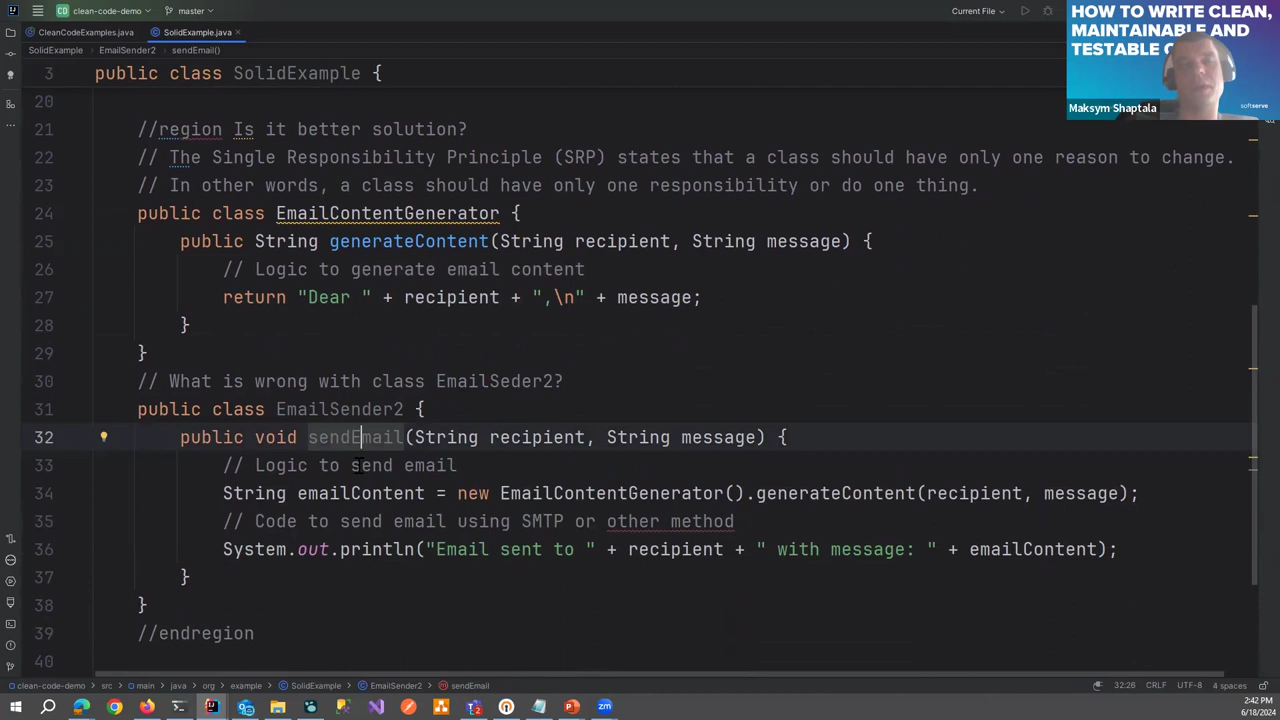 clean-code-demo
master
Current File
CleanCodeExamples.java
SolidExample.java
SolidExample
EmailSender2
sendEmail()
HOW TO WRITE CLEAN,
MAINTAINABLE AND
TESTABLE C
Maksym Shaptala
softserve
3 public class SolidExample {
20
21 //region Is it better solution?
22 // The Single Responsibility Principle (SRP) states that a class should have only one reason to change.
23 // In other words, a class should have only one responsibility or do one thing.
24 public class EmailContentGenerator {
25 public String generateContent(String recipient, String message) {
26 // Logic to generate email content
27 return "Dear " + recipient + ",\n" + message;
28 }
29 }
30 // What is wrong with class EmailSeder2?
31 public class EmailSender2 {
32 public void sendEmail(String recipient, String message) {
33 // Logic to send email
34 String emailContent = new EmailContentGenerator().generateContent(recipient, message);
35 // Code to send email using SMTP or other method
36 System.out.println("Email sent to " + recipient + " with message: " + emailContent);
37 }
38 }
39 //endregion
40
clean-code-demo
src
main
java
org
example
SolidExample
EmailSender2
sendEmail
32:26
CRLF
UTF-8
4 spaces
2:42 PM
6/18/2024